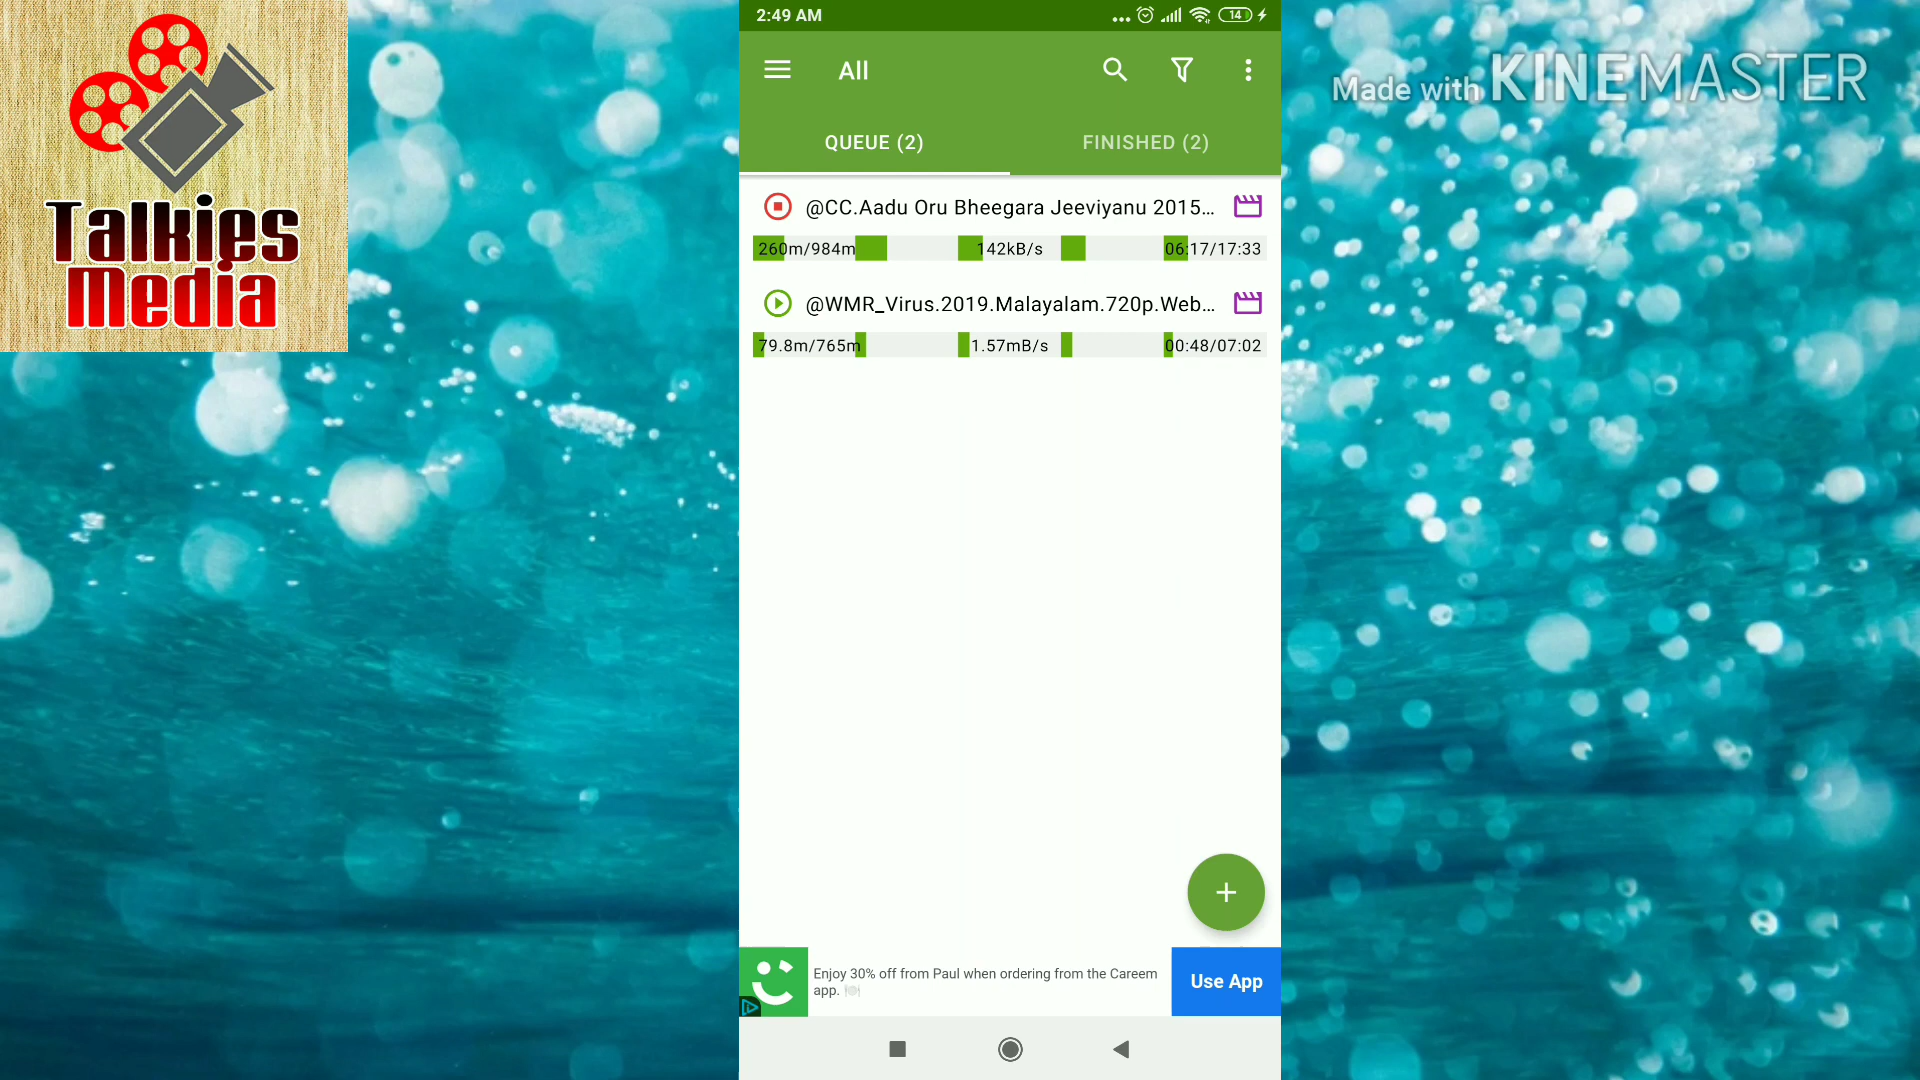 Talkies
Media
2:49 AM
14
All
QUEUE (2)
FINISHED (2)
@CC.Aadu Oru Bheegara Jeeviyanu 2015...
260m/984m
142kB/s
06:17/17:33
@WMR_Virus.2019.Malayalam.720p.Web...
79.8m/765m
1.57mB/s
00:48/07:02
Enjoy 30% off from Paul when ordering from the Careem
app. 🍽️
Use App
Made with KINEMASTER